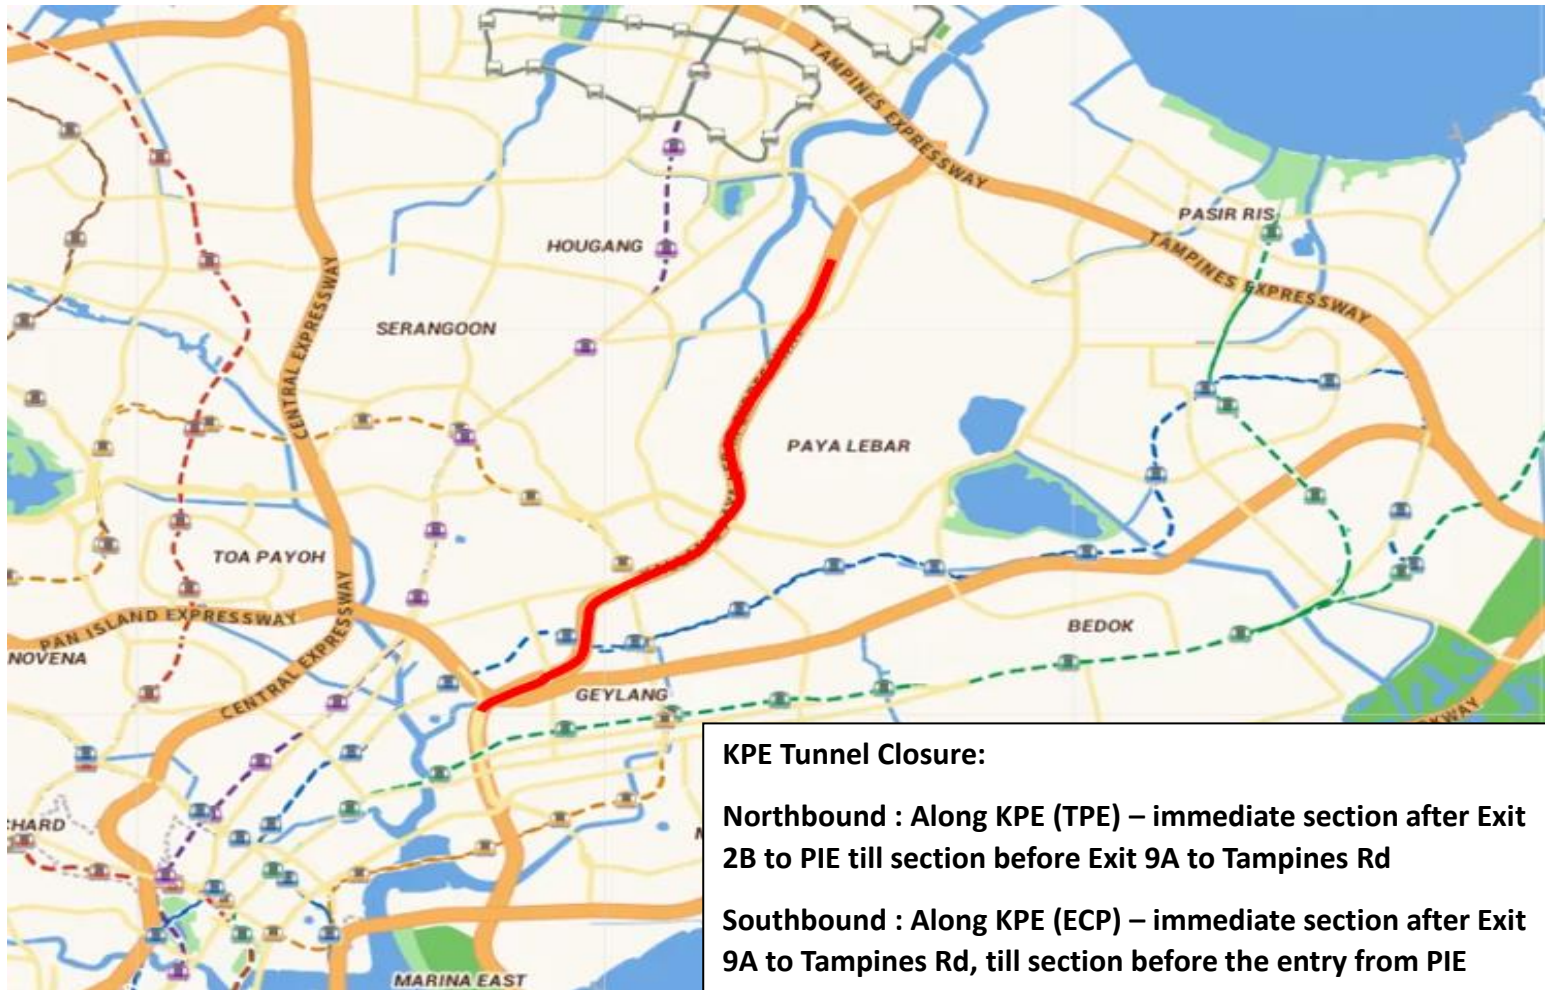 TAMPINES EXPRESSWAY
PASIR RIS
TAMPINES EXPRESSWAY
HOUGANG
CENTRAL EXPRESSWAY
SERANGOON
PAYA LEBAR
TOA PAYOH
PAN ISLAND EXPRESSWAY
BEDOK
NOVENA
CENTRAL EXPRESSWAY
GEYLANG
KPE Tunnel Closure:
Northbound : Along KPE (TPE) – immediate section after Exit
2B to PIE till section before Exit 9A to Tampines Rd
CHARD
Southbound : Along KPE (ECP) – immediate section after Exit
9A to Tampines Rd, till section before the entry from PIE
MARINA EAST